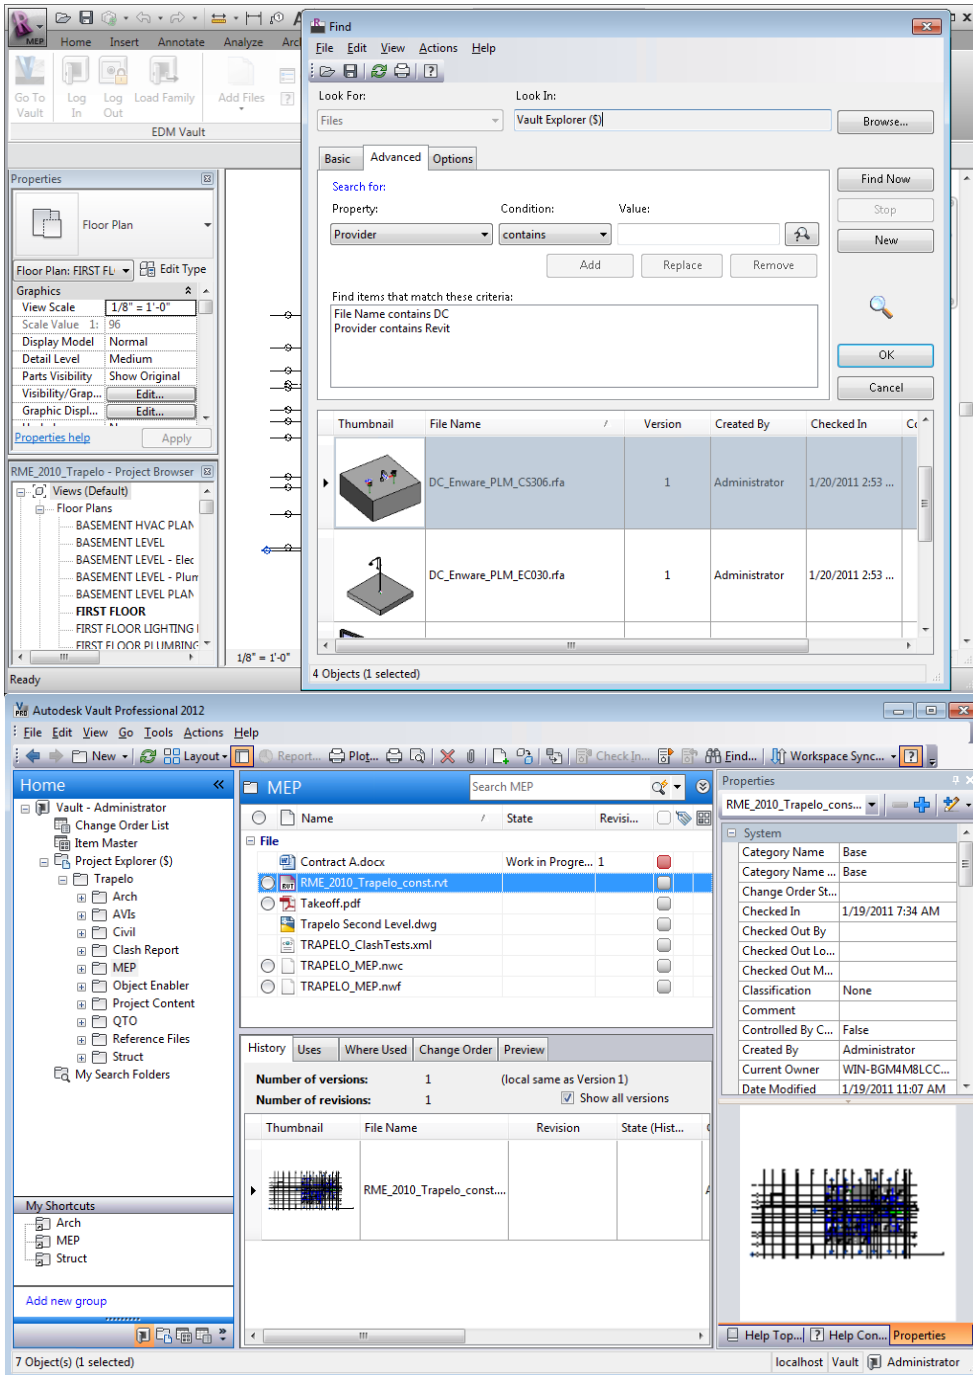 MEP
Home Insert Annotate Analyze Arc
Go To Vault
Log In
Log Out
Load Family
Add Files
EDM Vault
Properties
Floor Plan
Floor Plan: FIRST FL
Edit Type
Graphics
View Scale 1/8" = 1'-0"
Scale Value 1: 96
Display Model Normal
Detail Level Medium
Parts Visibility Show Original
Visibility/Grap... Edit...
Graphic Displ... Edit...
Properties help Apply
RME_2010_Trapelo - Project Browser
Views (Default)
Floor Plans
BASEMENT HVAC PLAN
BASEMENT LEVEL
BASEMENT LEVEL - Elec
BASEMENT LEVEL - Plum
BASEMENT LEVEL PLAN
FIRST FLOOR
FIRST FLOOR LIGHTING
FIRST FLOOR PLUMBING
1/8" = 1'-0"
Ready
Find
File Edit View Actions Help
Look For: Look In:
Files Vault Explorer ($) Browse...
Basic Advanced Options
Search for:
Property: Condition: Value:
Provider contains
Add Replace Remove
Find items that match these criteria:
File Name contains DC
Provider contains Revit
Find Now
Stop
New
OK
Cancel
Thumbnail File Name / Version Created By Checked In Cc
DC_Enware_PLM_CS306.rfa 1 Administrator 1/20/2011 2:53 ...
DC_Enware_PLM_EC030.rfa 1 Administrator 1/20/2011 2:53 ...
4 Objects (1 selected)
Autodesk Vault Professional 2012
File Edit View Go Tools Actions Help
New Layout Report... Plot... Check In... Find... Workspace Sync...
Home
Vault - Administrator
Change Order List
Item Master
Project Explorer ($)
Trapelo
Arch
AVIs
Civil
Clash Report
MEP
Object Enabler
Project Content
QTO
Reference Files
Struct
My Search Folders
My Shortcuts
Arch
MEP
Struct
Add new group
MEP Search MEP
Name / State Revisi...
File
Contract A.docx Work in Progre... 1
RME_2010_Trapelo_const.rvt
Takeoff.pdf
Trapelo Second Level.dwg
TRAPELO_ClashTests.xml
TRAPELO_MEP.nwc
TRAPELO_MEP.nwf
History Uses Where Used Change Order Preview
Number of versions: 1 (local same as Version 1)
Number of revisions: 1 Show all versions
Thumbnail File Name Revision State (Hist...
RME_2010_Trapelo_const....
Properties
RME_2010_Trapelo_cons...
System
Category Name Base
Category Name ... Base
Change Order St...
Checked In 1/19/2011 7:34 AM
Checked Out By
Checked Out Lo...
Checked Out M...
Classification None
Comment
Controlled By C... False
Created By Administrator
Current Owner WIN-BGM4M8LCC...
Date Modified 1/19/2011 11:07 AM
Help Top... Help Con... Properties
7 Object(s) (1 selected) localhost Vault Administrator